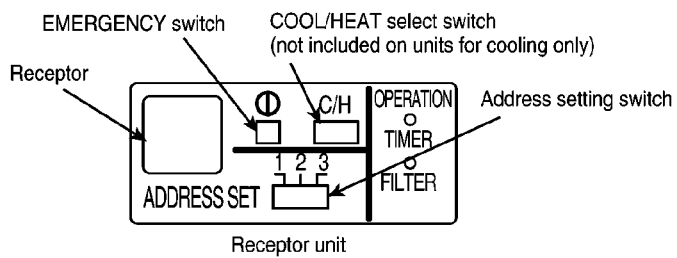 EMERGENCY switch
COOL/HEAT select switch
(not included on units for cooling only)
Receptor
Address setting switch
C/H
OPERATION
TIMER
1 2 3
FILTER
ADDRESS SET
Receptor unit